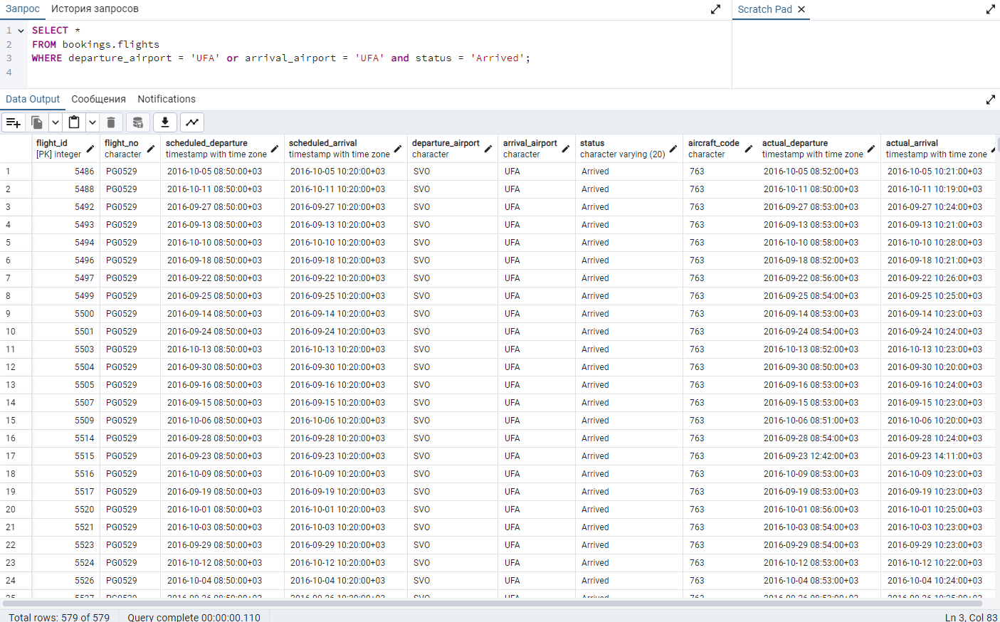 Запрос История запросов
Scratch Pad
1 SELECT *
2 FROM bookings.flights
3 WHERE departure_airport = 'UFA' or arrival_airport = 'UFA' and status = 'Arrived';
4
Data Output Сообщения Notifications
flight_id flight_no scheduled_departure scheduled_arrival departure_airport arrival_airport status aircraft_code actual_departure actual_arrival
[PK] integer character timestamp with time zone timestamp with time zone character character character varying (20) character timestamp with time zone timestamp with time zone
1 5486 PG0529 2016-10-05 08:50:00+03 2016-10-05 10:20:00+03 SVO UFA Arrived 763 2016-10-05 08:52:00+03 2016-10-05 10:21:00+03
2 5488 PG0529 2016-10-11 08:50:00+03 2016-10-11 10:20:00+03 SVO UFA Arrived 763 2016-10-11 08:50:00+03 2016-10-11 10:19:00+03
3 5492 PG0529 2016-09-27 08:50:00+03 2016-09-27 10:20:00+03 SVO UFA Arrived 763 2016-09-27 08:53:00+03 2016-09-27 10:24:00+03
4 5493 PG0529 2016-09-13 08:50:00+03 2016-09-13 10:20:00+03 SVO UFA Arrived 763 2016-09-13 08:53:00+03 2016-09-13 10:21:00+03
5 5494 PG0529 2016-10-10 08:50:00+03 2016-10-10 10:20:00+03 SVO UFA Arrived 763 2016-10-10 08:58:00+03 2016-10-10 10:28:00+03
6 5496 PG0529 2016-09-18 08:50:00+03 2016-09-18 10:20:00+03 SVO UFA Arrived 763 2016-09-18 08:52:00+03 2016-09-18 10:21:00+03
7 5497 PG0529 2016-09-22 08:50:00+03 2016-09-22 10:20:00+03 SVO UFA Arrived 763 2016-09-22 08:56:00+03 2016-09-22 10:26:00+03
8 5499 PG0529 2016-09-25 08:50:00+03 2016-09-25 10:20:00+03 SVO UFA Arrived 763 2016-09-25 08:54:00+03 2016-09-25 10:25:00+03
9 5500 PG0529 2016-09-14 08:50:00+03 2016-09-14 10:20:00+03 SVO UFA Arrived 763 2016-09-14 08:53:00+03 2016-09-14 10:23:00+03
10 5501 PG0529 2016-09-24 08:50:00+03 2016-09-24 10:20:00+03 SVO UFA Arrived 763 2016-09-24 08:54:00+03 2016-09-24 10:24:00+03
11 5503 PG0529 2016-10-13 08:50:00+03 2016-10-13 10:20:00+03 SVO UFA Arrived 763 2016-10-13 08:52:00+03 2016-10-13 10:23:00+03
12 5504 PG0529 2016-09-30 08:50:00+03 2016-09-30 10:20:00+03 SVO UFA Arrived 763 2016-09-30 08:50:00+03 2016-09-30 10:20:00+03
13 5505 PG0529 2016-09-16 08:50:00+03 2016-09-16 10:20:00+03 SVO UFA Arrived 763 2016-09-16 08:53:00+03 2016-09-16 10:24:00+03
14 5507 PG0529 2016-09-15 08:50:00+03 2016-09-15 10:20:00+03 SVO UFA Arrived 763 2016-09-15 08:53:00+03 2016-09-15 10:23:00+03
15 5509 PG0529 2016-10-06 08:50:00+03 2016-10-06 10:20:00+03 SVO UFA Arrived 763 2016-10-06 08:51:00+03 2016-10-06 10:20:00+03
16 5514 PG0529 2016-09-28 08:50:00+03 2016-09-28 10:20:00+03 SVO UFA Arrived 763 2016-09-28 08:54:00+03 2016-09-28 10:24:00+03
17 5515 PG0529 2016-09-23 08:50:00+03 2016-09-23 10:20:00+03 SVO UFA Arrived 763 2016-09-23 12:42:00+03 2016-09-23 14:11:00+03
18 5516 PG0529 2016-10-09 08:50:00+03 2016-10-09 10:20:00+03 SVO UFA Arrived 763 2016-10-09 08:53:00+03 2016-10-09 10:23:00+03
19 5517 PG0529 2016-09-19 08:50:00+03 2016-09-19 10:20:00+03 SVO UFA Arrived 763 2016-09-19 08:53:00+03 2016-09-19 10:23:00+03
20 5520 PG0529 2016-10-01 08:50:00+03 2016-10-01 10:20:00+03 SVO UFA Arrived 763 2016-10-01 08:56:00+03 2016-10-01 10:25:00+03
21 5521 PG0529 2016-10-03 08:50:00+03 2016-10-03 10:20:00+03 SVO UFA Arrived 763 2016-10-03 08:54:00+03 2016-10-03 10:23:00+03
22 5523 PG0529 2016-09-29 08:50:00+03 2016-09-29 10:20:00+03 SVO UFA Arrived 763 2016-09-29 08:54:00+03 2016-09-29 10:23:00+03
23 5524 PG0529 2016-10-12 08:50:00+03 2016-10-12 10:20:00+03 SVO UFA Arrived 763 2016-10-12 08:53:00+03 2016-10-12 10:22:00+03
24 5526 PG0529 2016-10-04 08:50:00+03 2016-10-04 10:20:00+03 SVO UFA Arrived 763 2016-10-04 08:53:00+03 2016-10-04 10:24:00+03
Total rows: 579 of 579 Query complete 00:00:00.110 Ln 3, Col 83